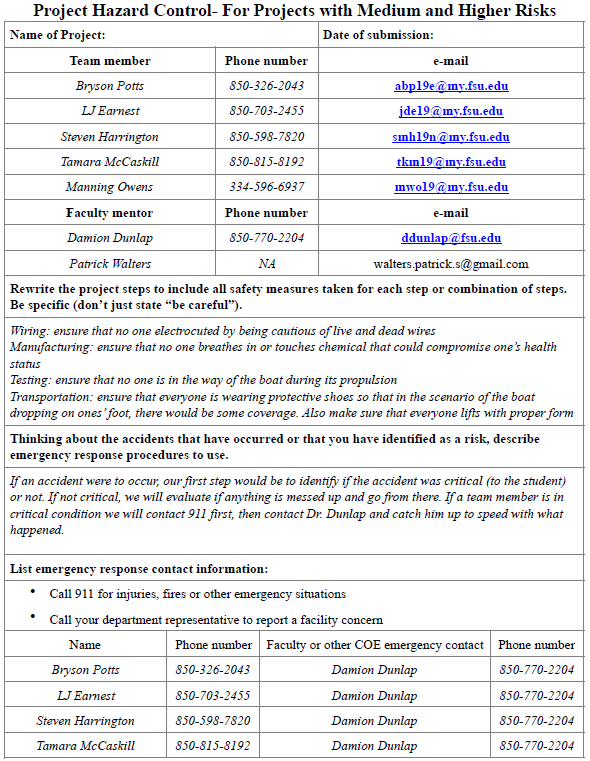 Project Hazard Control- For Projects with Medium and Higher Risks
Name of Project: Date of submission:
Team member Phone number e-mail
Bryson Potts 850-326-2043 abp19e@my.fsu.edu
LJ Earnest 850-703-2455 jde19@my.fsu.edu
Steven Harrington 850-598-7820 smh19n@my.fsu.edu
Tamara McCaskill 850-815-8192 tkm19@my.fsu.edu
Manning Owens 334-596-6937 mwo19@my.fsu.edu
Faculty mentor Phone number e-mail
Damion Dunlap 850-770-2204 ddunlap@fsu.edu
Patrick Walters NA walters.patrick.s@gmail.com
Rewrite the project steps to include all safety measures taken for each step or combination of steps.
Be specific (don’t just state “be careful”).
Wiring: ensure that no one electrocuted by being cautious of live and dead wires
Manufacturing: ensure that no one breathes in or touches chemical that could compromise one’s health
status
Testing: ensure that no one is in the way of the boat during its propulsion
Transportation: ensure that everyone is wearing protective shoes so that in the scenario of the boat
dropping on ones’ foot, there would be some coverage. Also make sure that everyone lifts with proper form
Thinking about the accidents that have occurred or that you have identified as a risk, describe
emergency response procedures to use.
If an accident were to occur, our first step would be to identify if the accident was critical (to the student)
or not. If not critical, we will evaluate if anything is messed up and go from there. If a team member is in
critical condition we will contact 911 first, then contact Dr. Dunlap and catch him up to speed with what
happened.
List emergency response contact information:
• Call 911 for injuries, fires or other emergency situations
• Call your department representative to report a facility concern
Name Phone number Faculty or other COE emergency contact Phone number
Bryson Potts 850-326-2043 Damion Dunlap 850-770-2204
LJ Earnest 850-703-2455 Damion Dunlap 850-770-2204
Steven Harrington 850-598-7820 Damion Dunlap 850-770-2204
Tamara McCaskill 850-815-8192 Damion Dunlap 850-770-2204